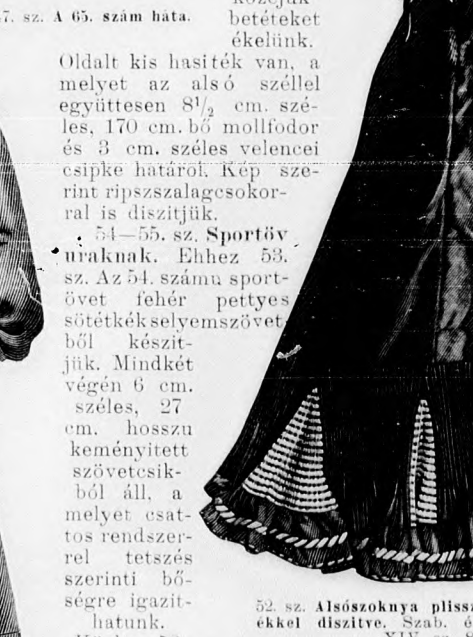 7. sz. A 65. szám háta.
betéteket
ékelünk.
Oldalt kis hasiték van, a
melyet az alsó széllel
együttesen 8½ cm. szé-
les, 170 cm. bő mollfodor
és 3 cm. széles velencei
csipke határol. Kép sze-
rint ripszszalagcsokor-
ral is diszitjük.
54—55. sz. Sportöv
uraknak. Ehhez 53.
sz. Az 54. számu sport-
övet fehér pettyes
sötétkék selyemszövet-
ből készit-
jük. Mindkét
végén 6 cm.
széles, 27
cm. hosszu
keményitett
szövetcsik-
ból áll, a
melyet csat-
tos rendszer-
rel tetszés
szerinti bő-
ségre igazit-
hatunk.
52. sz. Alsószoknya plissz
ékkel diszitve. Szab. é